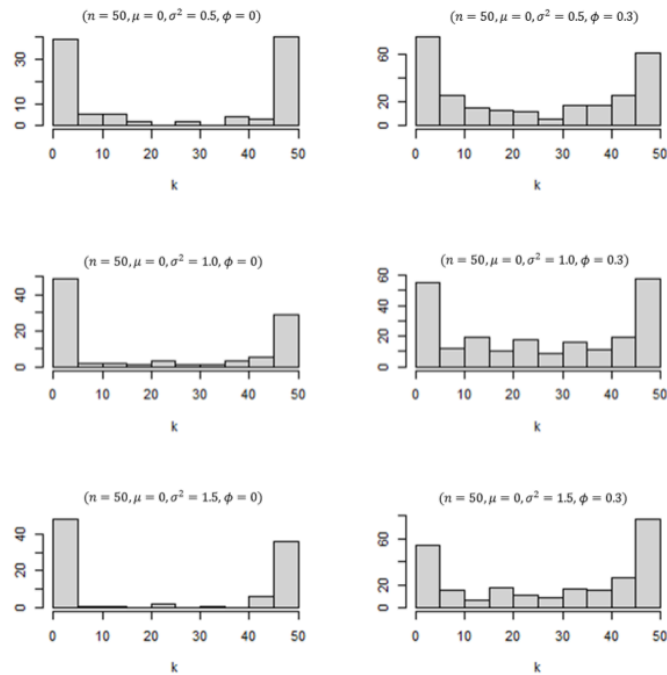 (n = 50, μ = 0, σ² = 0.5, ϕ = 0)
(n = 50, μ = 0, σ² = 0.5, ϕ = 0.3)
0 10 30
0 10 20 30 40 50
k
20 60
0 10 20 30 40 50
k
(n = 50, μ = 0, σ² = 1.0, ϕ = 0)
(n = 50, μ = 0, σ² = 1.0, ϕ = 0.3)
0 20 40
0 10 20 30 40 50
k
0 20 40 60
0 10 20 30 40 50
k
(n = 50, μ = 0, σ² = 1.5, ϕ = 0)
(n = 50, μ = 0, σ² = 1.5, ϕ = 0.3)
0 20 40
0 10 20 30 40 50
k
0 20 60
0 10 20 30 40 50
k